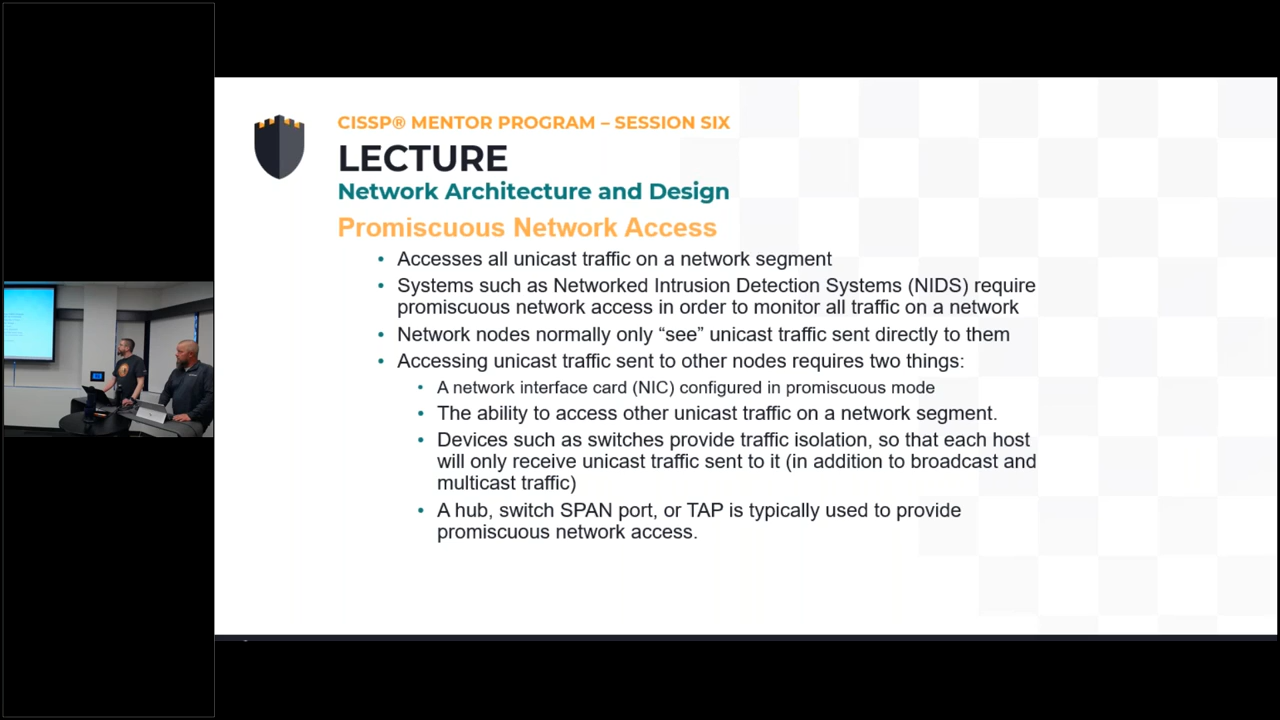 CISSP® MENTOR PROGRAM – SESSION SIX
LECTURE
Network Architecture and Design
Promiscuous Network Access
• Accesses all unicast traffic on a network segment
• Systems such as Networked Intrusion Detection Systems (NIDS) require
promiscuous network access in order to monitor all traffic on a network
• Network nodes normally only “see” unicast traffic sent directly to them
• Accessing unicast traffic sent to other nodes requires two things:
• A network interface card (NIC) configured in promiscuous mode
• The ability to access other unicast traffic on a network segment.
• Devices such as switches provide traffic isolation, so that each host
will only receive unicast traffic sent to it (in addition to broadcast and
multicast traffic)
• A hub, switch SPAN port, or TAP is typically used to provide
promiscuous network access.